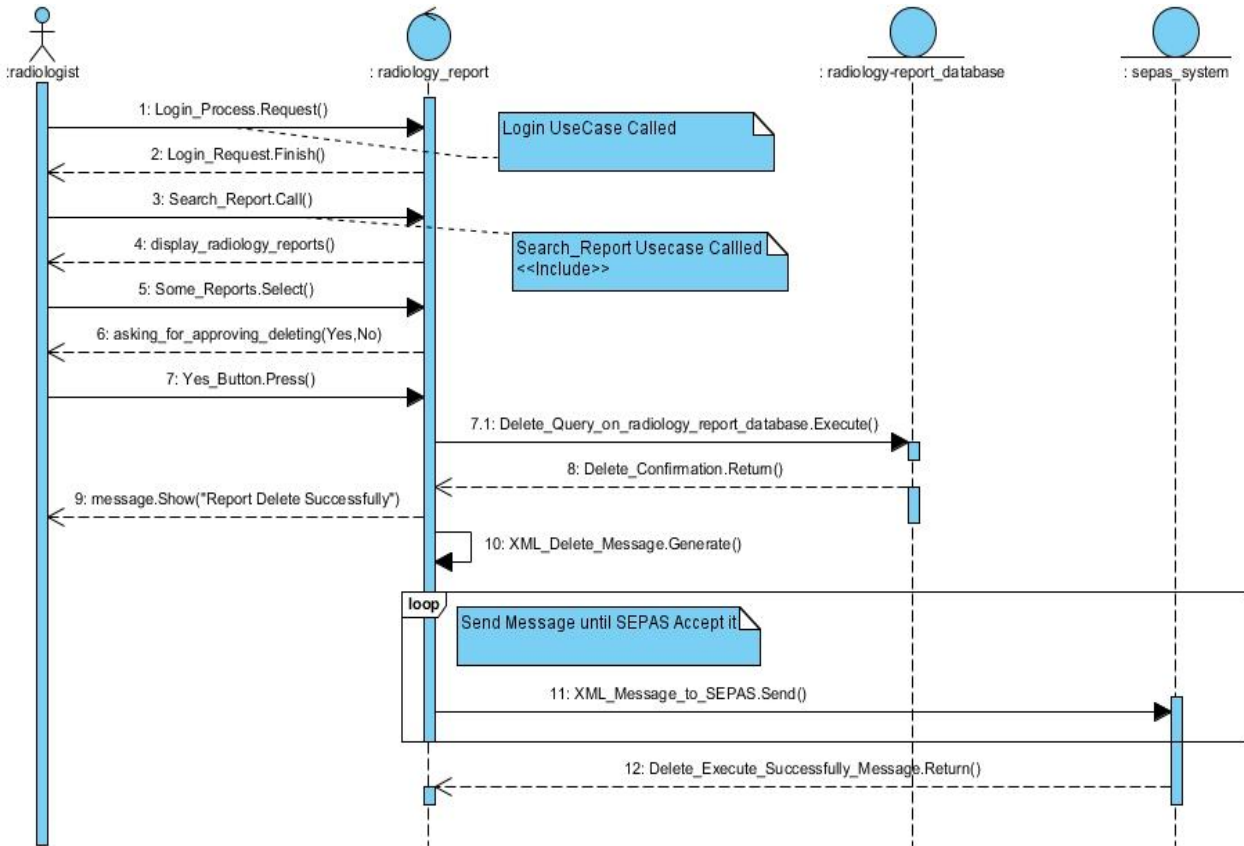 :radiologist
: radiology_report
: radiology-report_database
: sepas_system
1: Login_Process.Request()
Login UseCase Called
2: Login_Request.Finish()
3: Search_Report.Call()
Search_Report Usecase Callled
<<Include>>
4: display_radiology_reports()
5: Some_Reports.Select()
6: asking_for_approving_deleting(Yes,No)
7: Yes_Button.Press()
7.1: Delete_Query_on_radiology_report_database.Execute()
8: Delete_Confirmation.Return()
9: message.Show("Report Delete Successfully")
10: XML_Delete_Message.Generate()
loop
Send Message until SEPAS Accept it
11: XML_Message_to_SEPAS.Send()
12: Delete_Execute_Successfully_Message.Return()